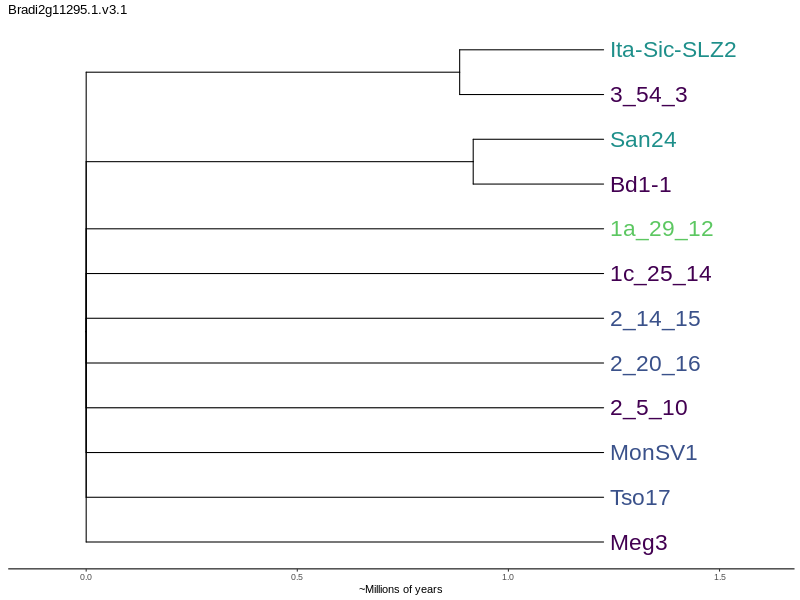 Bradi2g11295.1.v3.1
Ita-Sic-SLZ2
3_54_3
San24
Bd1-1
1a_29_12
1c_25_14
2_14_15
2_20_16
2_5_10
MonSV1
Tso17
Meg3
0.0 0.5 1.0 1.5
~Millions of years